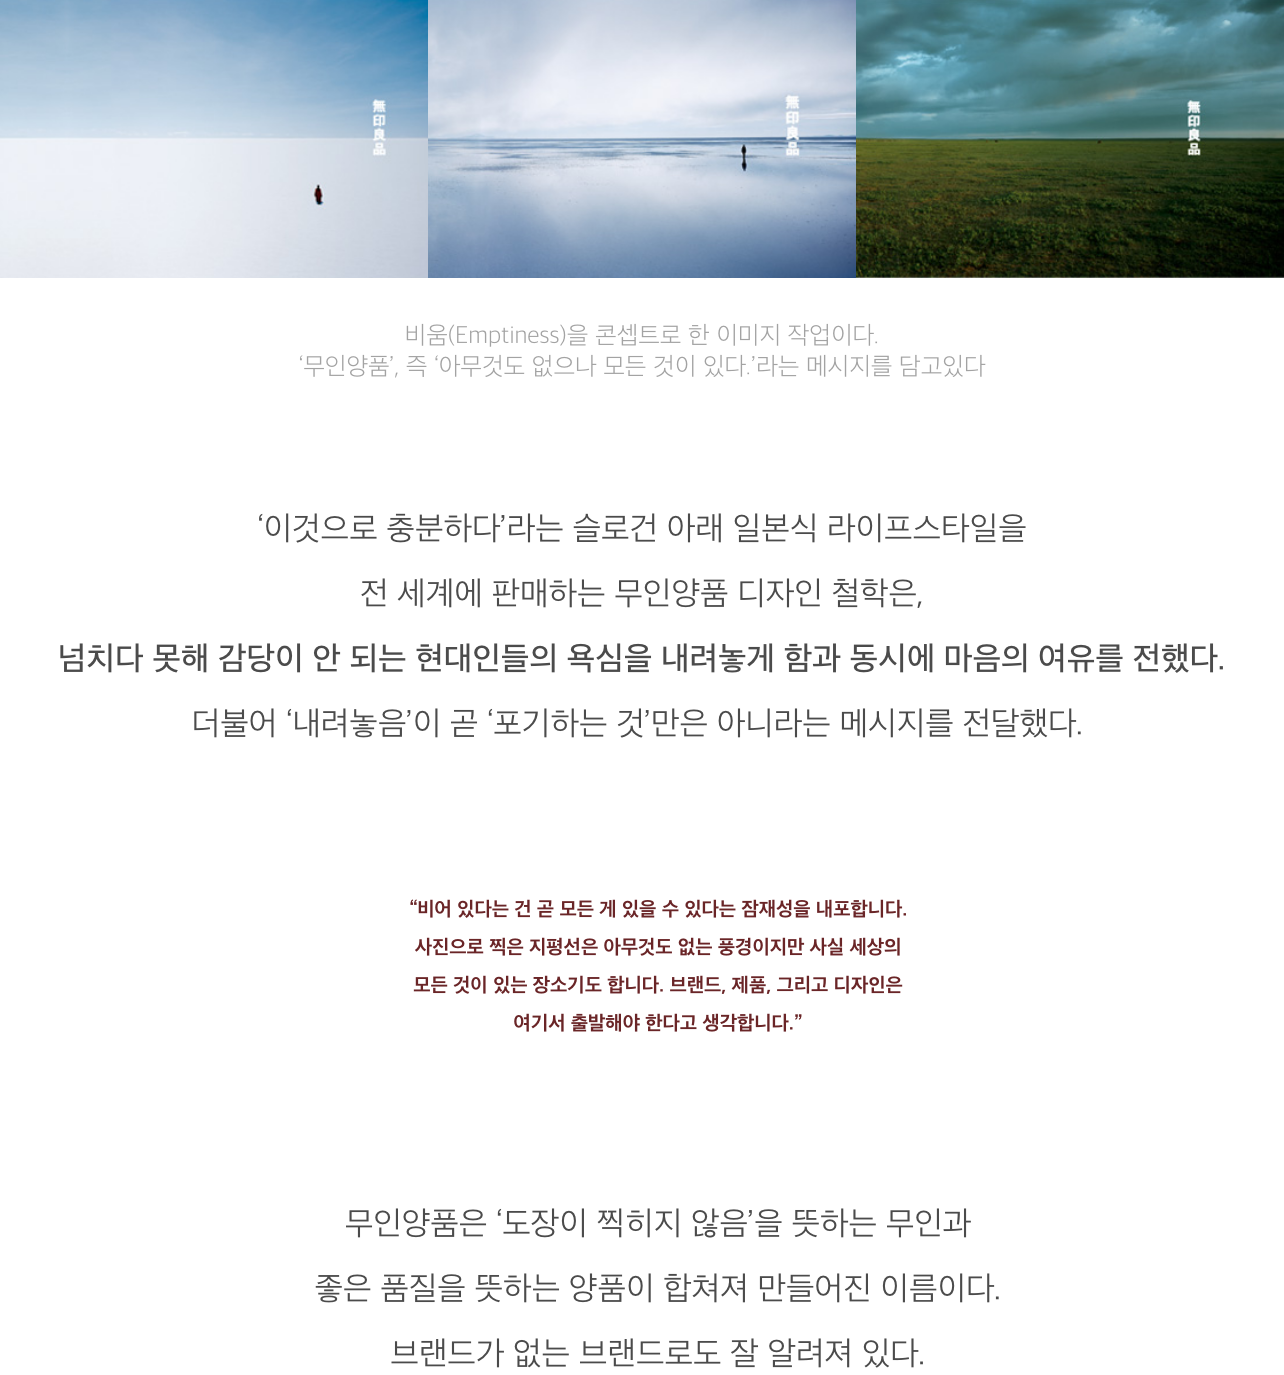 無印良品
無印良品
無印良品
비움(Emptiness)을 콘셉트로 한 이미지 작업이다.
‘무인양품’, 즉 ‘아무것도 없으나 모든 것이 있다.’라는 메시지를 담고있다
‘이것으로 충분하다’라는 슬로건 아래 일본식 라이프스타일을
전 세계에 판매하는 무인양품 디자인 철학은,
넘치다 못해 감당이 안 되는 현대인들의 욕심을 내려놓게 함과 동시에 마음의 여유를 전했다.
더불어 ‘내려놓음’이 곧 ‘포기하는 것’만은 아니라는 메시지를 전달했다.
“비어 있다는 건 곧 모든 게 있을 수 있다는 잠재성을 내포합니다.
사진으로 찍은 지평선은 아무것도 없는 풍경이지만 사실 세상의
모든 것이 있는 장소기도 합니다. 브랜드, 제품, 그리고 디자인은
여기서 출발해야 한다고 생각합니다.”
무인양품은 ‘도장이 찍히지 않음’을 뜻하는 무인과
좋은 품질을 뜻하는 양품이 합쳐져 만들어진 이름이다.
브랜드가 없는 브랜드로도 잘 알려져 있다.